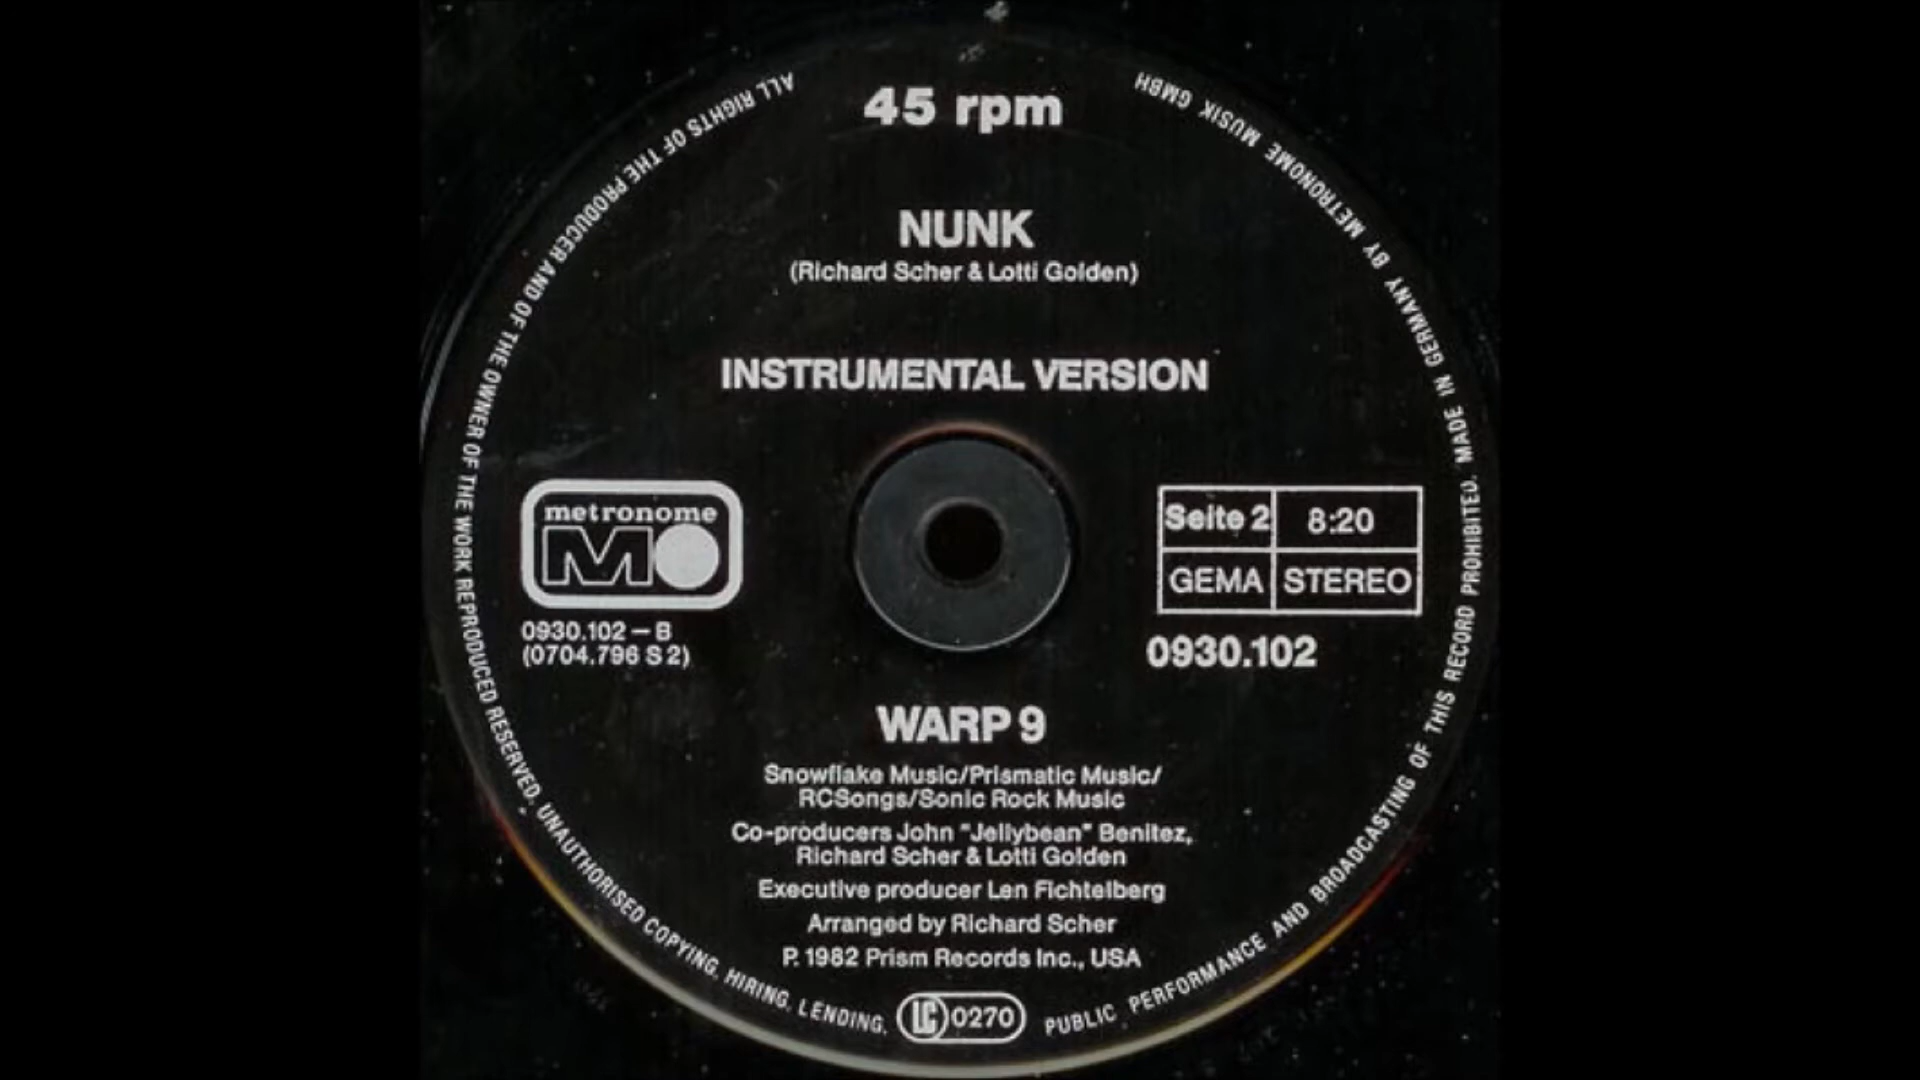 45 rpm
NUNK
(Richard Scher & Lotti Golden)
INSTRUMENTAL VERSION
metronome
MO
0930.102 — B
(0704.796 S 2)
Seite 2 8:20
GEMA STEREO
0930.102
WARP 9
Snowflake Music/Prismatic Music/
RCSongs/Sonic Rock Music
Co-producers John "Jellybean" Benitez,
Richard Scher & Lotti Golden
Executive producer Len Fichtelberg
Arranged by Richard Scher
P. 1982 Prism Records Inc., USA
LC 0270
ALL RIGHTS OF THE PRODUCER AND OF THE OWNER OF THE WORK REPRODUCED RESERVED. UNAUTHORISED COPYING, HIRING, LENDING, PUBLIC PERFORMANCE AND BROADCASTING OF THIS RECORD PROHIBITED. MADE IN GERMANY BY METRONOME MUSIK GMBH